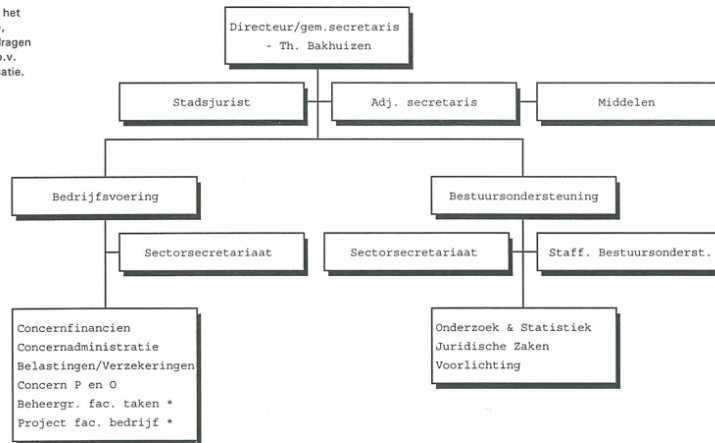 het
dragen
o.v.
atie.
Directeur/gem.secretaris
- Th. Bakhuizen
Stadsjurist
Adj. secretaris
Middelen
Bedrijfsvoering
Bestuursondersteuning
Sectorsecretariaat
Sectorsecretariaat
Staff. Bestuursonderst.
Concernfinancien
Concernadministratie
Belastingen/Verzekeringen
Concern P en O
Beheergr. fac. taken *
Project fac. bedrijf *
Onderzoek & Statistiek
Juridische Zaken
Voorlichting